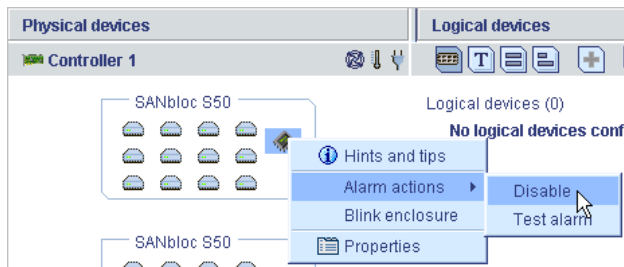 Physical devices
Logical devices
Controller 1
T
SANbloc S50
Logical devices (0)
No logical devices conf
Hints and tips
Alarm actions
Disable
Blink enclosure
Test alarm
Properties
SANbloc S50